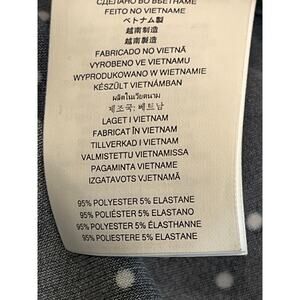 СДЕЛАНО ВО ВЬЕТНАМЕ
FEITO NO VIETNAME
ベトナム製
越南制造
越南製造
FABRICADO NO VIETNÃ
VYROBENO VE VIETNAMU
WYPRODUKOWANO W WIETNAMIE
KÉSZÜLT VIETNÁMBAN
ผลิตในเวียดนาม
제조국: 베트남
LAGET I VIETNAM
FABRICAT ÎN VIETNAM
TILLVERKAD I VIETNAM
VALMISTETTU VIETNAMISSA
PAGAMINTA VIETNAME
IZGATAVOTS VJETNAMĀ
95% POLYESTER 5% ELASTANE
95% POLIÉSTER 5% ELASTANO
95% POLYESTER 5% ÉLASTHANNE
95% POLIESTERE 5% ELASTANE